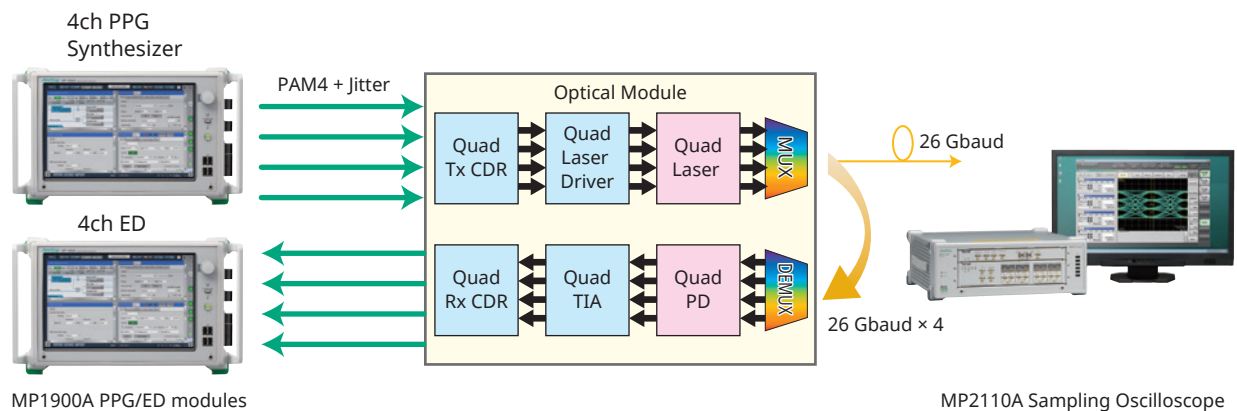 4ch PPG
Synthesizer
PAM4 + Jitter
Optical Module
Quad
Tx CDR
Quad
Laser
Driver
Quad
Laser
MUX
26 Gbaud
4ch ED
Quad
Rx CDR
Quad
TIA
Quad
PD
DEMUX
26 Gbaud × 4
MP1900A PPG/ED modules
MP2110A Sampling Oscilloscope